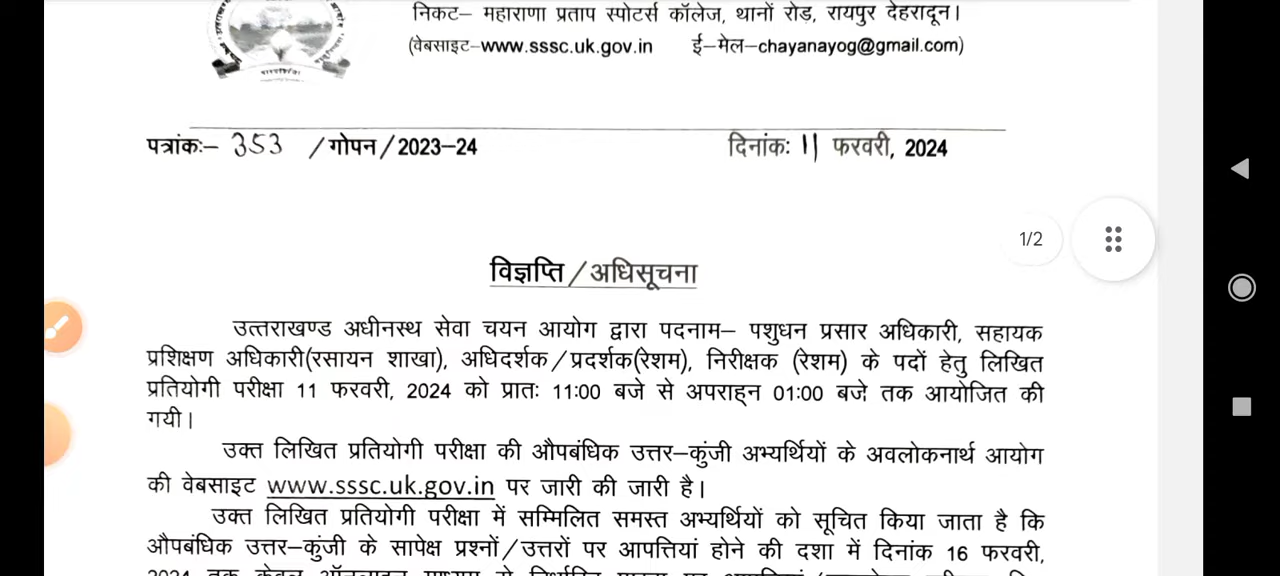 निकट– महाराणा प्रताप स्पोटर्स कॉलेज, थानों रोड़, रायपुर देहरादून।
(वेबसाइट–www.sssc.uk.gov.in ई–मेल–chayanayog@gmail.com)
पत्रांकः– 353 /गोपन/2023–24 दिनांकः 11 फरवरी, 2024
1/2
विज्ञप्ति/अधिसूचना
उत्तराखण्ड अधीनस्थ सेवा चयन आयोग द्वारा पदनाम– पशुधन प्रसार अधिकारी, सहायक
प्रशिक्षण अधिकारी(रसायन शाखा), अधिदर्शक/प्रदर्शक(रेशम), निरीक्षक (रेशम) के पदों हेतु लिखित
प्रतियोगी परीक्षा 11 फरवरी, 2024 को प्रातः 11:00 बजे से अपराह्न 01:00 बजे तक आयोजित की
गयी।
उक्त लिखित प्रतियोगी परीक्षा की औपबंधिक उत्तर–कुंजी अभ्यर्थियों के अवलोकनार्थ आयोग
की वेबसाइट www.sssc.uk.gov.in पर जारी की जारी है।
उक्त लिखित प्रतियोगी परीक्षा में सम्मिलित समस्त अभ्यर्थियों को सूचित किया जाता है कि
औपबंधिक उत्तर–कुंजी के सापेक्ष प्रश्नों/उत्तरों पर आपत्तियां होने की दशा में दिनांक 16 फरवरी,